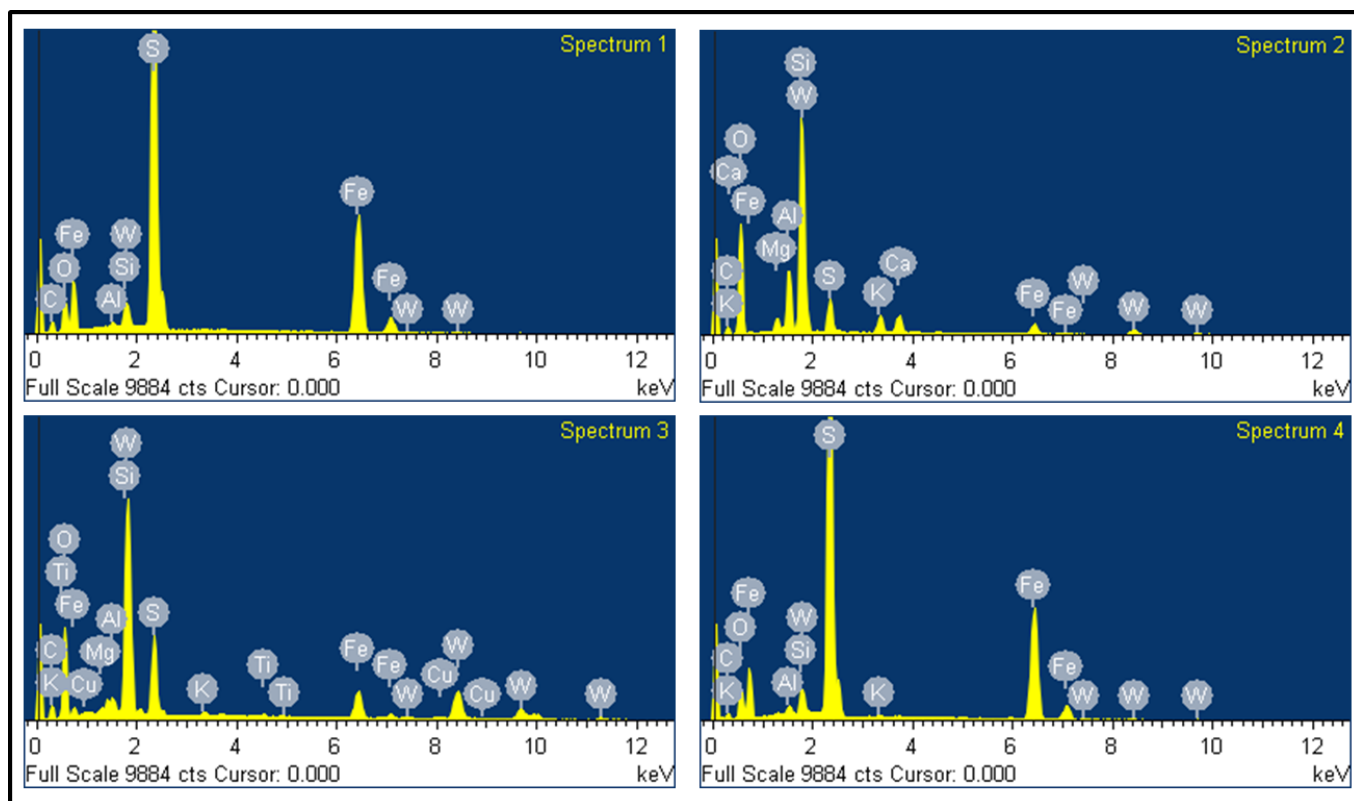 Spectrum 1
S
Fe
W
Fe
O
Si
C
Al
Fe
W
W
0 2 4 6 8 10 12
Full Scale 9884 cts Cursor: 0.000 keV
Spectrum 2
Si
W
O
Ca
Fe
Al
Mg
C
K
S
K
Ca
Fe
Fe
W
W
W
0 2 4 6 8 10 12
Full Scale 9884 cts Cursor: 0.000 keV
Spectrum 3
W
Si
O
Ti
Fe
Al
Mg
C
K
Cu
S
K
Ti
Ti
Fe
Fe
W
Cu
W
Cu
W
W
0 2 4 6 8 10 12
Full Scale 9884 cts Cursor: 0.000 keV
Spectrum 4
S
Fe
O
C
K
W
Si
Al
K
Fe
Fe
W
W
W
0 2 4 6 8 10 12
Full Scale 9884 cts Cursor: 0.000 keV